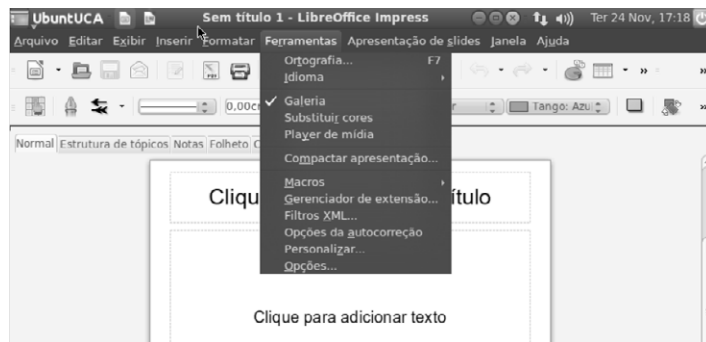 UbuntUCA Sem título 1 - LibreOffice Impress Ter 24 Nov, 17:18
Arquivo Editar Exibir Inserir Formatar Ferramentas Apresentação de slides Janela Ajuda
Ortografia... F7
Idioma
Galeria
0,00cm
Tango: Azu
Substituir cores
Player de mídia
Normal Estrutura de tópicos Notas Folheto
Compactar apresentação...
Macros
Cliqu
ítulo
Gerenciador de extensão...
Filtros XML...
Opções da autocorreção
Personalizar...
Opções...
Clique para adicionar texto